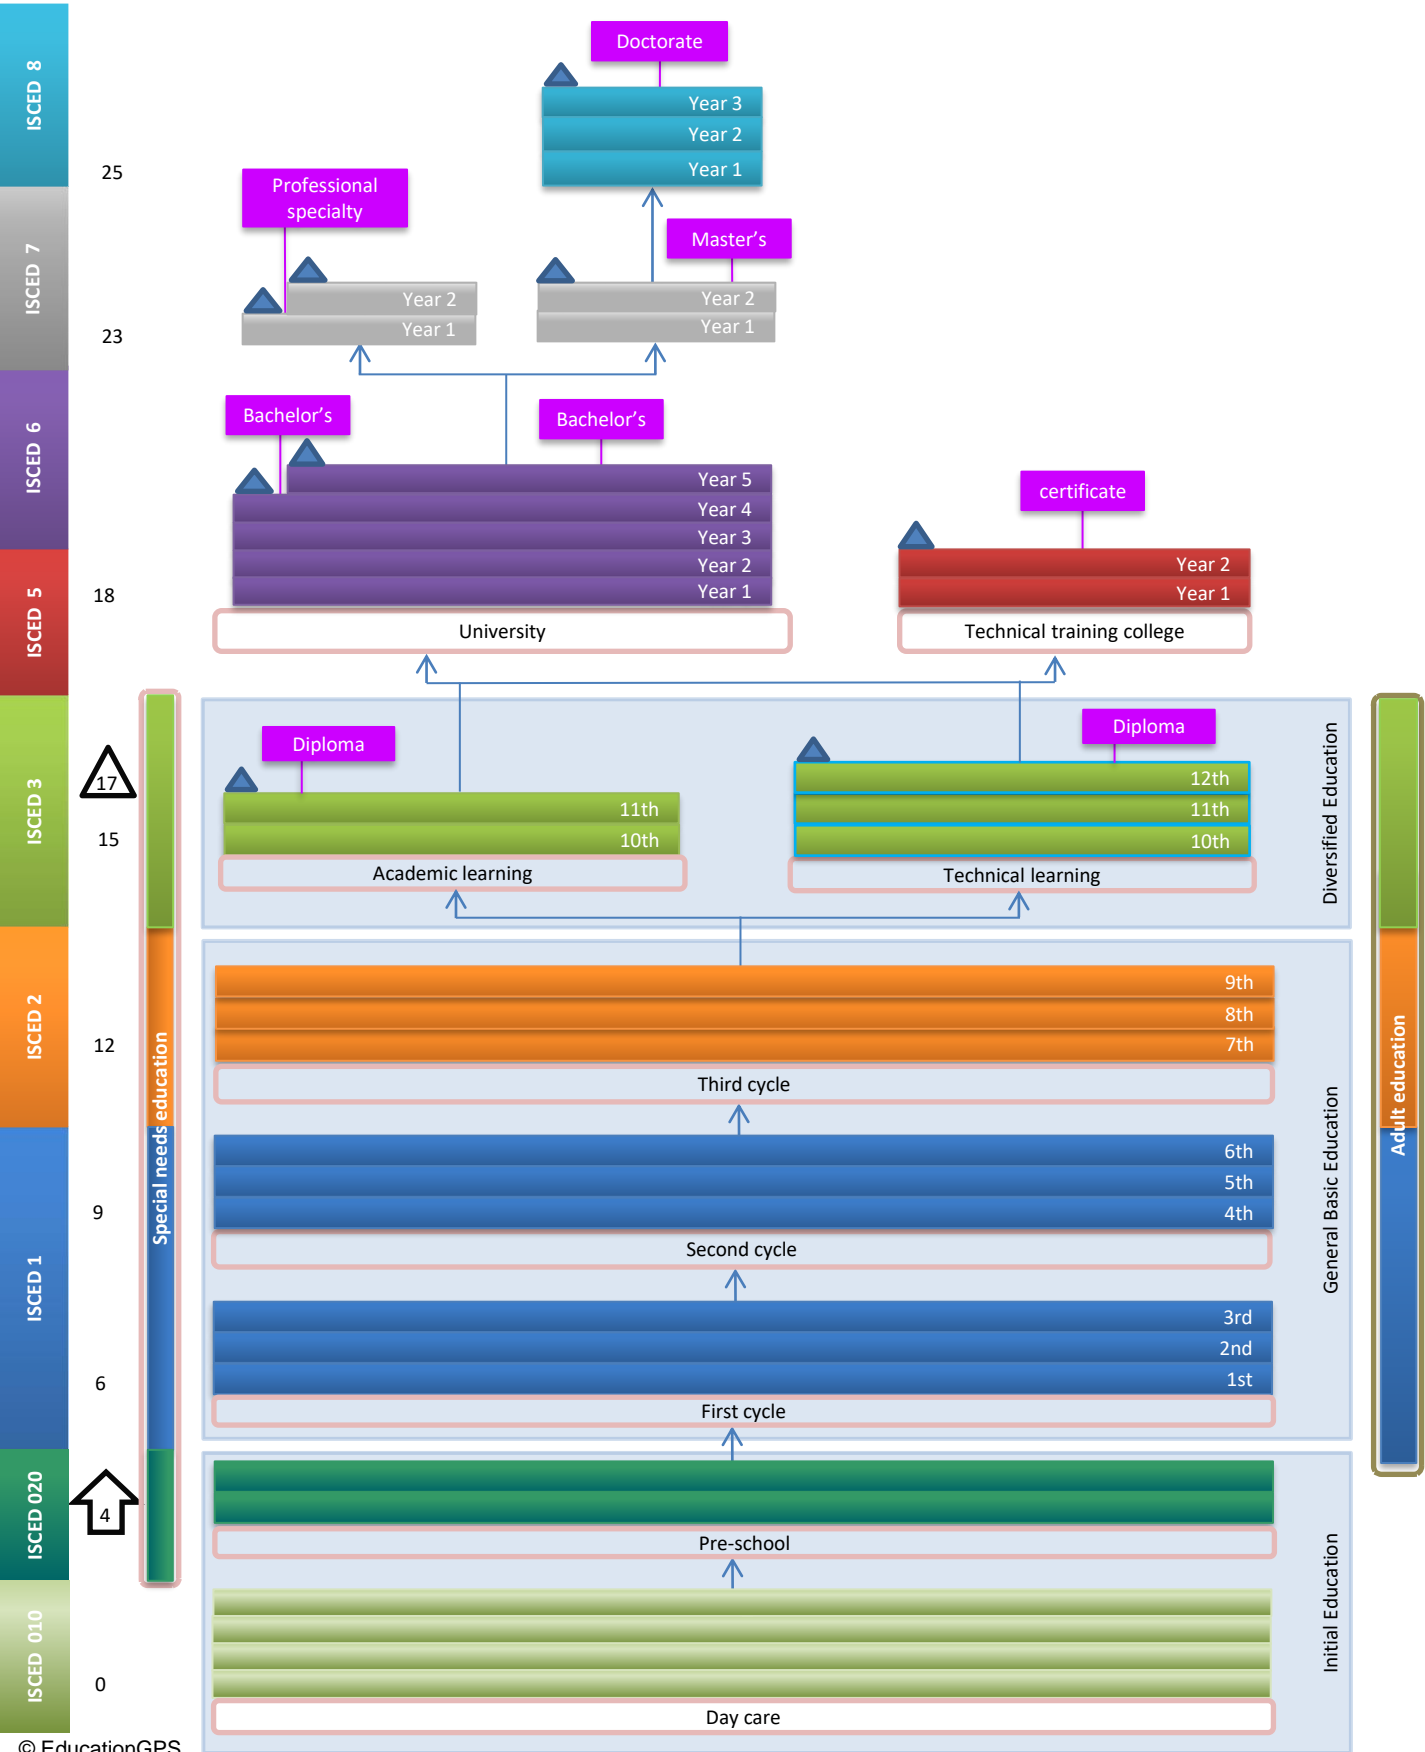 ISCED 8
Doctorate
Year 3
Year 2
Year 1
25
Professional
specialty
Master's
ISCED 7
Year 2
Year 1
Year 2
Year 1
23
ISCED 6
Bachelor's
Bachelor's
Year 5
Year 4
Year 3
Year 2
Year 1
certificate
Year 2
Year 1
18
ISCED 5
University
Technical training college
ISCED 3
17
15
Diploma
11th
10th
Academic learning
Diploma
12th
11th
10th
Technical learning
Diversified Education
ISCED 2
12
9th
8th
7th
Third cycle
Special needs education
Adult education
General Basic Education
ISCED 1
9
6th
5th
4th
Second cycle
3rd
2nd
1st
6
First cycle
ISCED 020
4
Pre-school
Initial Education
ISCED 010
0
Day care
© EducationGPS